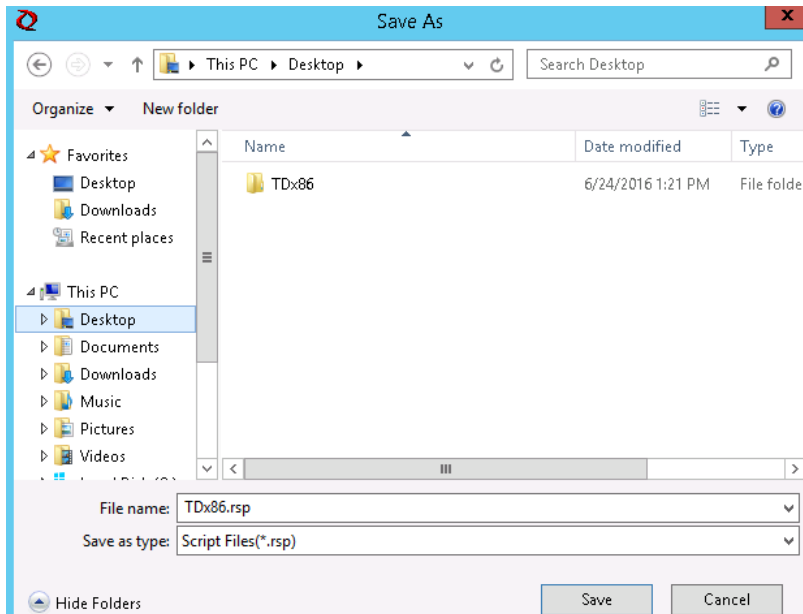 Save As
This PC Desktop
Search Desktop
Organize New folder
Name Date modified Type
Favorites
Desktop
Downloads
Recent places
TDx86 6/24/2016 1:21 PM File folde
This PC
Desktop
Documents
Downloads
Music
Pictures
Videos
File name: TDx86.rsp
Save as type: Script Files(*.rsp)
Hide Folders
Save Cancel